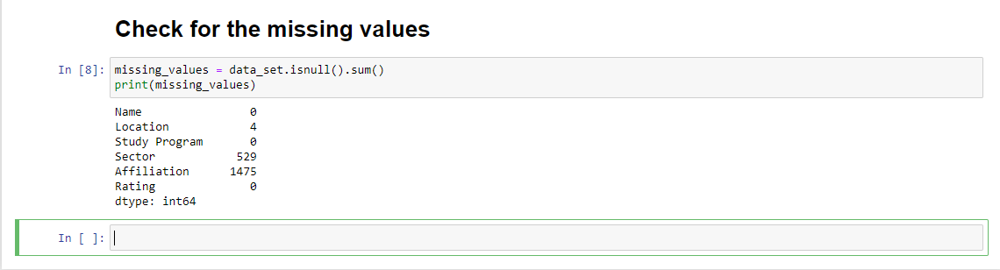 Check for the missing values
In [8]: missing_values = data_set.isnull().sum()
print(missing_values)
Name 0
Location 4
Study Program 0
Sector 529
Affiliation 1475
Rating 0
dtype: int64
In [ ]: